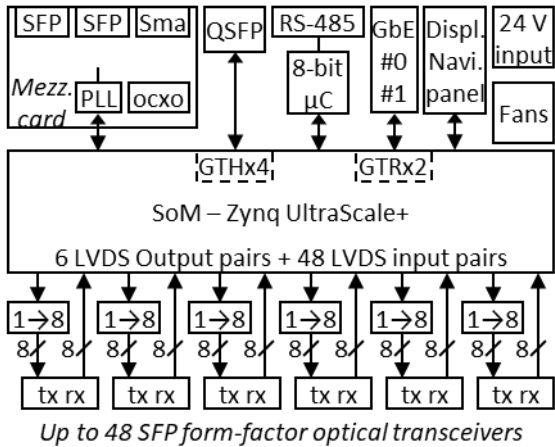 SFP SFP Sma
Mezz.
card
PLL ocxo
QSFP
RS-485
8-bit
µC
GbE
#0
#1
Displ.
Navi.
panel
24 V
input
Fans
GTHx4 GTRx2
SoM – Zynq UltraScale+
6 LVDS Output pairs + 48 LVDS input pairs
1→8 1→8 1→8 1→8 1→8 1→8
8 8 8 8 8 8 8 8 8 8 8 8
tx rx tx rx tx rx tx rx tx rx tx rx
Up to 48 SFP form-factor optical transceivers